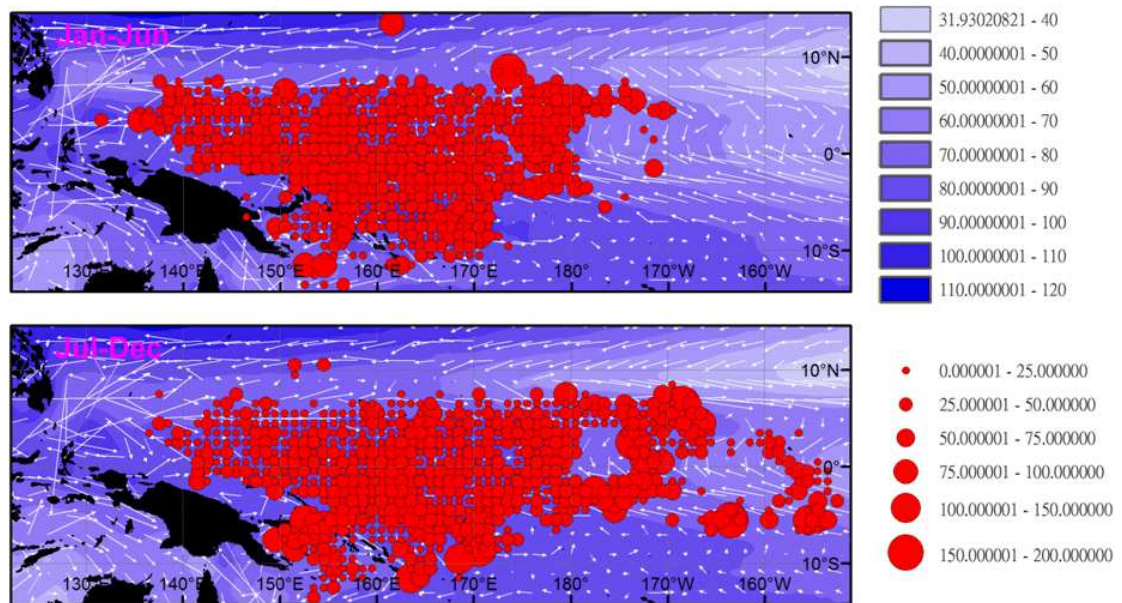 Jan-Jun
10°N
0°
10°S
130°E 140°E 150°E 160°E 170°E 180° 170°W 160°W
31.93020821 - 40
40.00000001 - 50
50.00000001 - 60
60.00000001 - 70
70.00000001 - 80
80.00000001 - 90
90.00000001 - 100
100.0000001 - 110
110.0000001 - 120
Jul-Dec
10°N
0°
10°S
130°E 140°E 150°E 160°E 170°E 180° 170°W 160°W
0.000001 - 25.000000
25.000001 - 50.000000
50.000001 - 75.000000
75.000001 - 100.000000
100.000001 - 150.000000
150.000001 - 200.000000